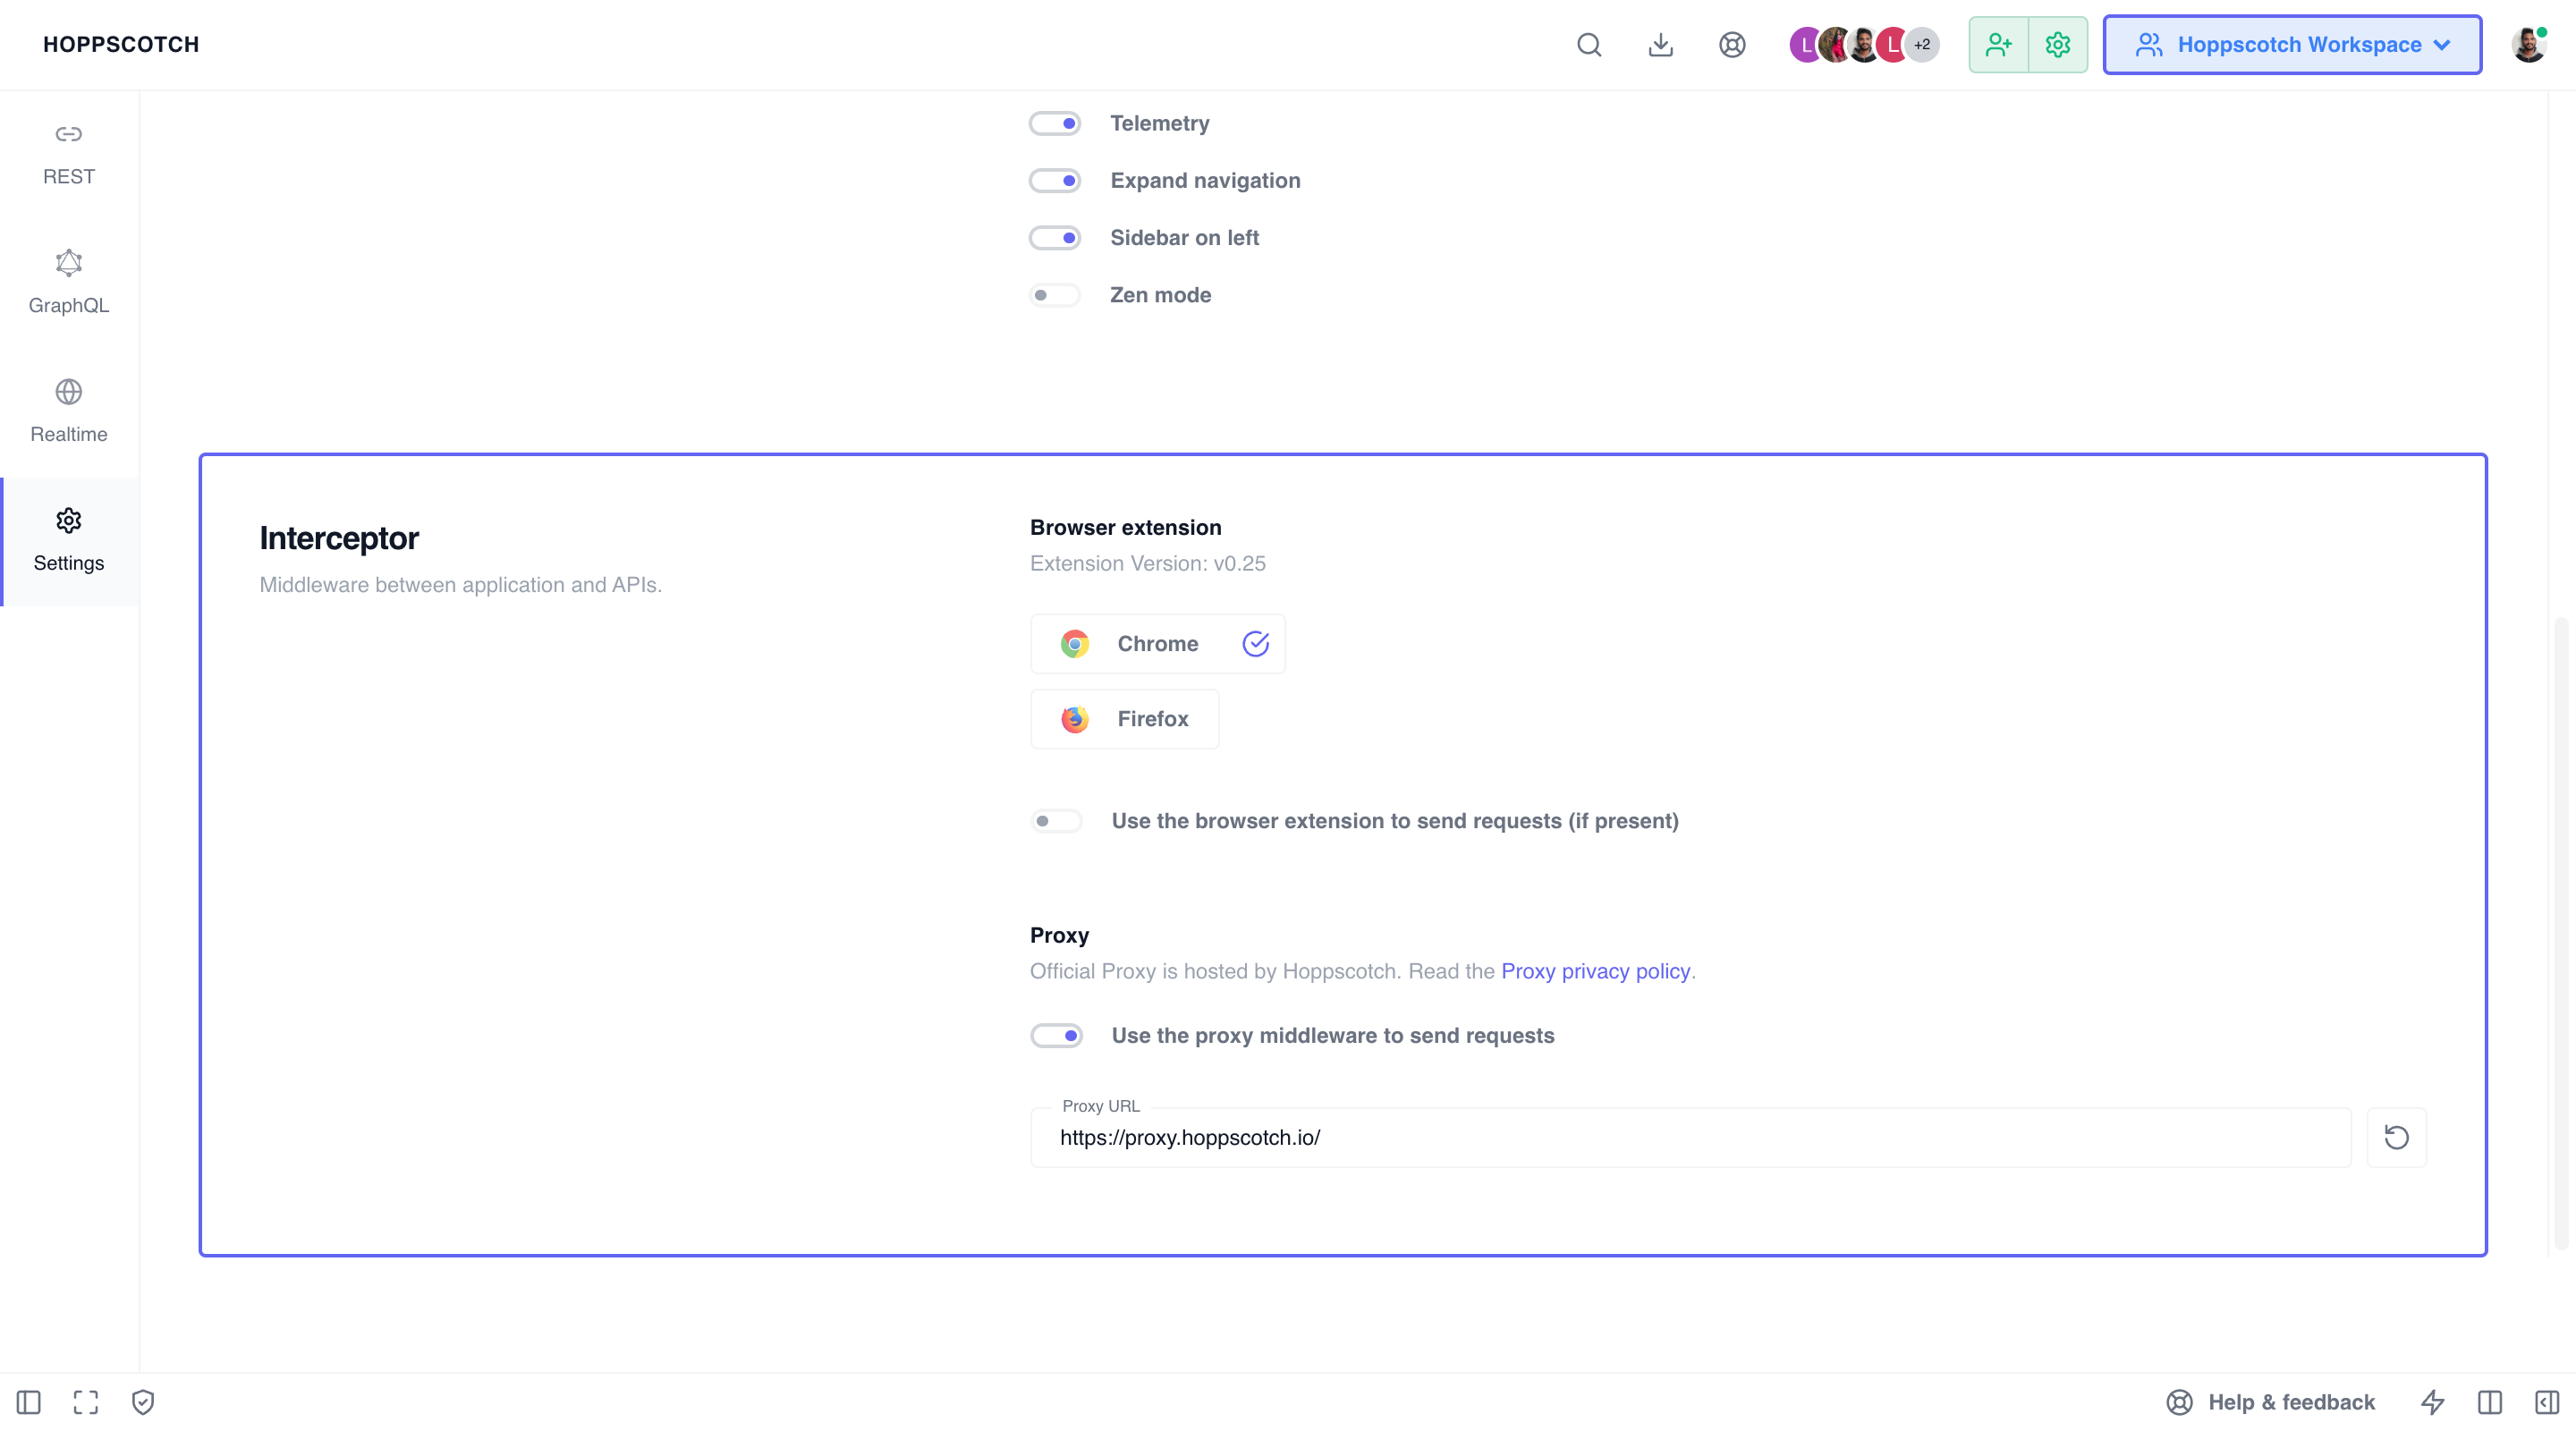 HOPPSCOTCH
L
L
+2
Hoppscotch Workspace
REST
GraphQL
Realtime
Settings
Telemetry
Expand navigation
Sidebar on left
Zen mode
Interceptor
Middleware between application and APIs.
Browser extension
Extension Version: v0.25
Chrome
Firefox
Use the browser extension to send requests (if present)
Proxy
Official Proxy is hosted by Hoppscotch. Read the Proxy privacy policy.
Use the proxy middleware to send requests
Proxy URL
https://proxy.hoppscotch.io/
Help & feedback